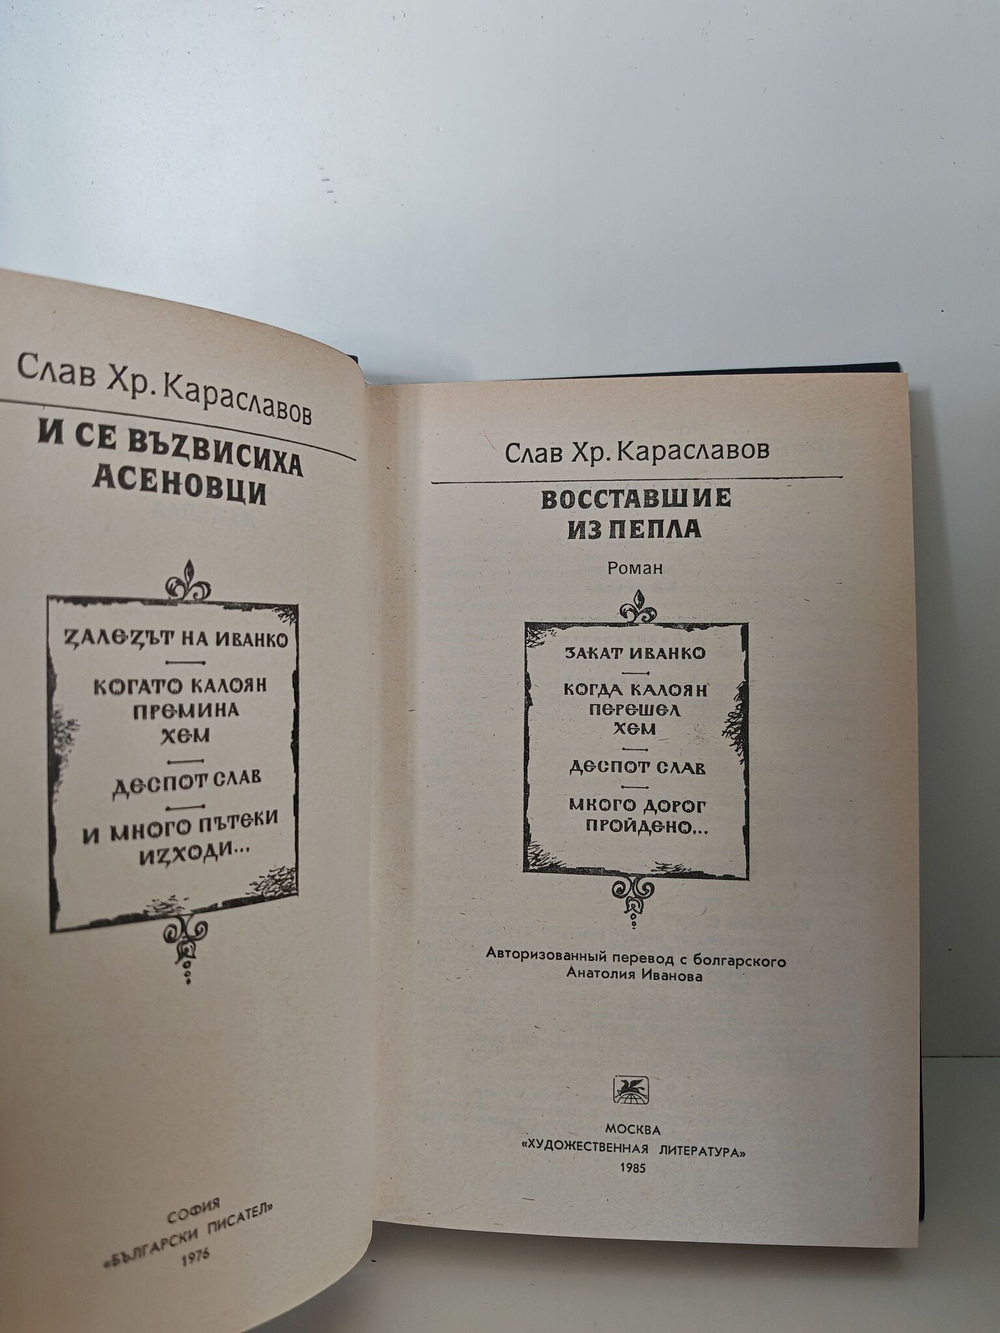 Слав Хр. Караславов
И СЕ ВЪZВИСИХА
АСЕНОВЦИ
ZАЛЕZЪТ НА ИВАНКО
КОГАТО КАЛОЯН
ПРЕМИНА
ХЕМ
ДЕСПОТ СЛАВ
И МНОГО ПЪТЕКИ
ИZХОДИ...
СОФИЯ
«БЪЛГАРСКИ ПИСАТЕЛ»
1976
Слав Хр. Караславов
ВОССТАВШИЕ
ИЗ ПЕПЛА
Роман
ЗАКАТ ИВАНКО
КОГДА КАЛОЯН
ПЕРЕШЕЛ
ХЕМ
ДЕСПОТ СЛАВ
МНОГО ДОРОГ
ПРОЙДЕНО...
Авторизованный перевод с болгарского
Анатолия Иванова
МОСКВА
«ХУДОЖЕСТВЕННАЯ ЛИТЕРАТУРА»
1985